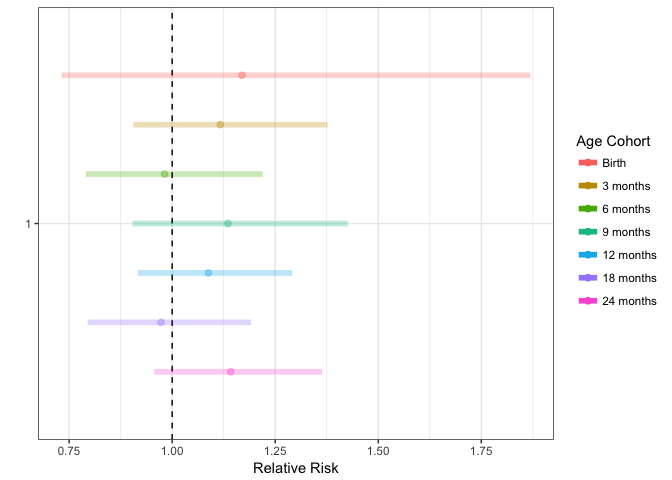 Age Cohort
Birth
3 months
6 months
9 months
12 months
18 months
24 months
1
0.75 1.00 1.25 1.50 1.75
Relative Risk